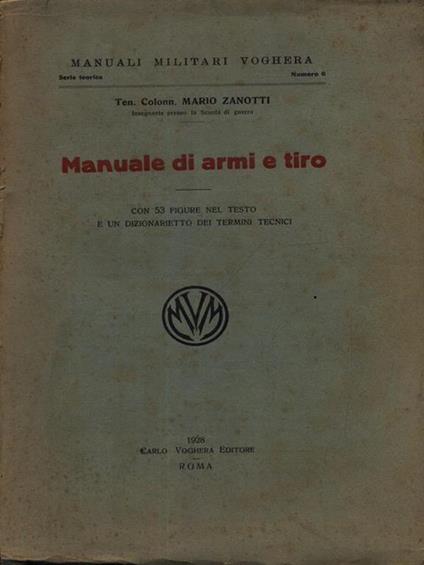 MANUALI MILITARI VOGHERA
Serie teorica Numero 6
Ten. Colonn. MARIO ZANOTTI
Insegnante presso la Scuola di guerra
Manuale di armi e tiro
CON 53 FIGURE NEL TESTO
E UN DIZIONARIETTO DEI TERMINI TECNICI
MVM
1928
CARLO VOGHERA EDITORE
ROMA